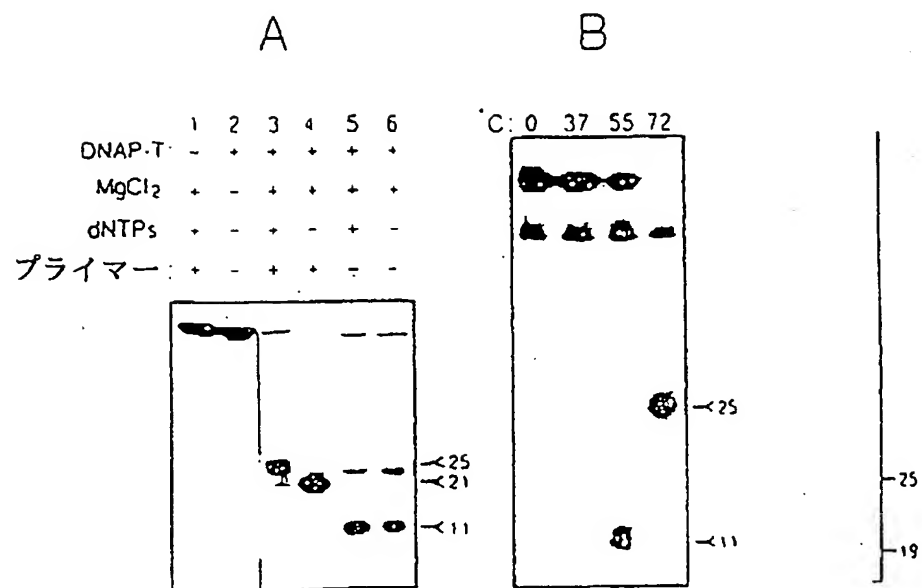 A
B
1 2 3 4 5 6
DNAP-T: - + + + + +
MgCl2 + - + + + +
dNTPs + - + - + -
プライマー: + - + + - -
25
21
11
°C: 0 37 55 72
25
11
25
19